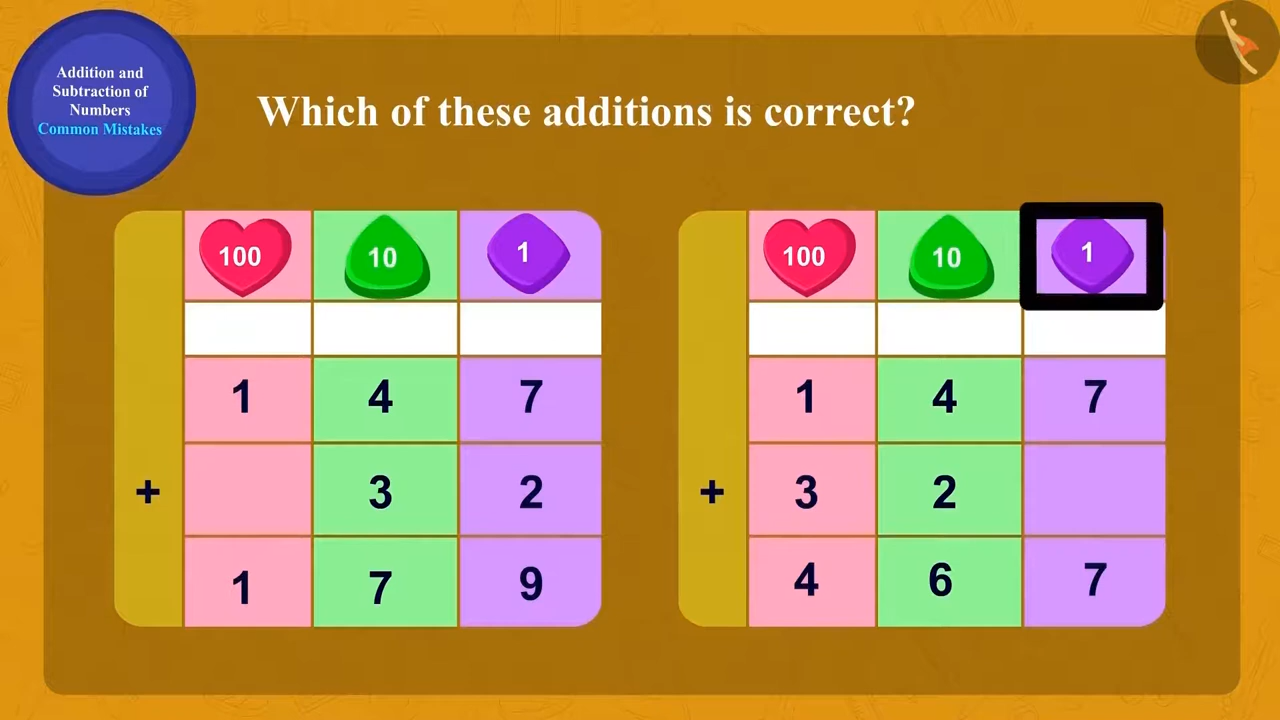 Addition and
Subtraction of
Numbers
Common Mistakes
Which of these additions is correct?
100 10 1
1 4 7
+ 3 2
1 7 9
100 10 1
1 4 7
+ 3 2
4 6 7